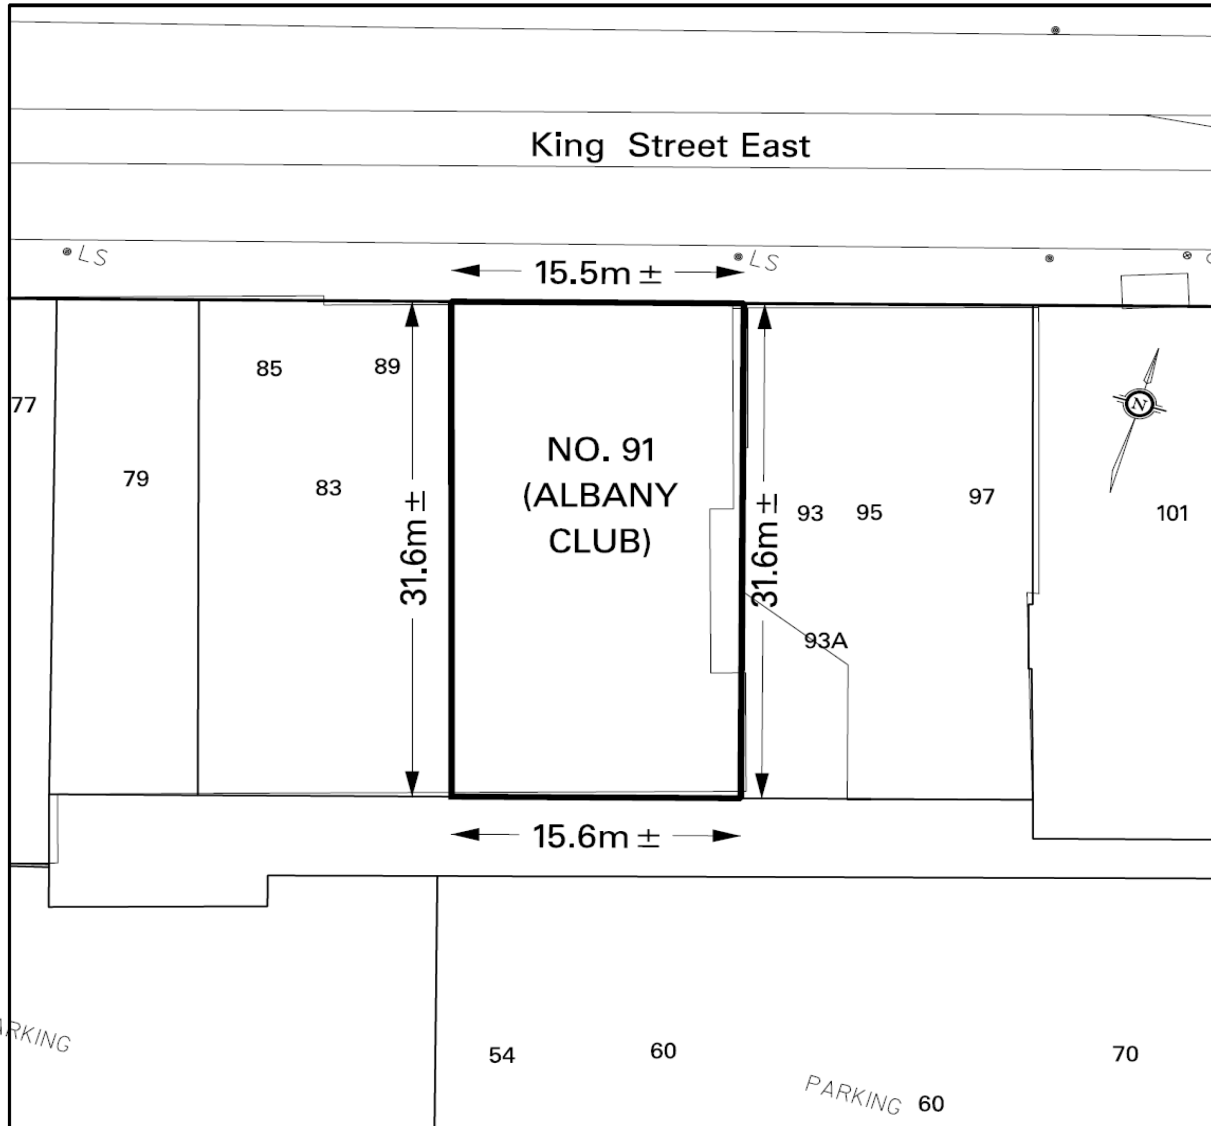 King Street East
LS
LS
15.5m ±
85
89
77
79
83
NO. 91
(ALBANY
CLUB)
31.6m ±
31.6m ±
93
95
97
N
101
93A
15.6m ±
54
60
70
PARKING
60